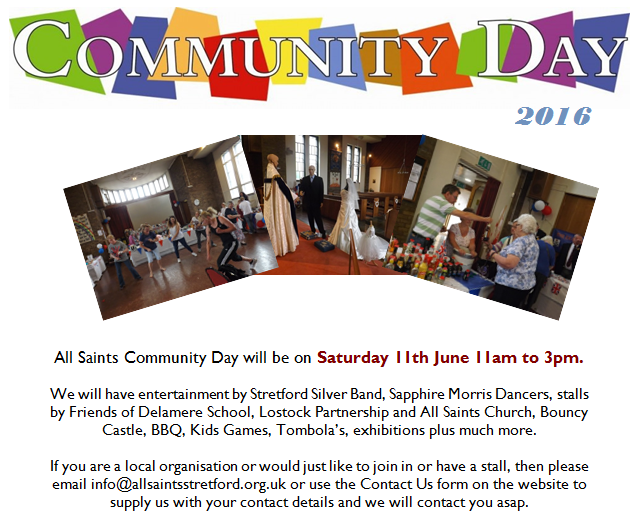 COMMUNITY DAY
2016
EXIT
All Saints Community Day will be on Saturday 11th June 11am to 3pm.
We will have entertainment by Stretford Silver Band, Sapphire Morris Dancers, stalls
by Friends of Delamere School, Lostock Partnership and All Saints Church, Bouncy
Castle, BBQ, Kids Games, Tombola's, exhibitions plus much more.
If you are a local organisation or would just like to join in or have a stall, then please
email info@allsaintsstretford.org.uk or use the Contact Us form on the website to
supply us with your contact details and we will contact you asap.